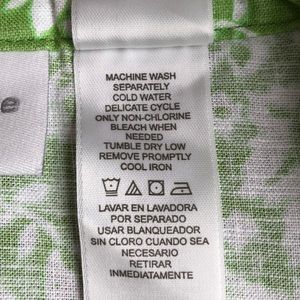 MACHINE WASH
SEPARATELY
COLD WATER
DELICATE CYCLE
ONLY NON-CHLORINE
BLEACH WHEN
NEEDED
TUMBLE DRY LOW
REMOVE PROMPTLY
COOL IRON
LAVAR EN LAVADORA
POR SEPARADO
USAR BLANQUEADOR
SIN CLORO CUANDO SEA
NECESARIO
RETIRAR
INMEDIATAMENTE
e